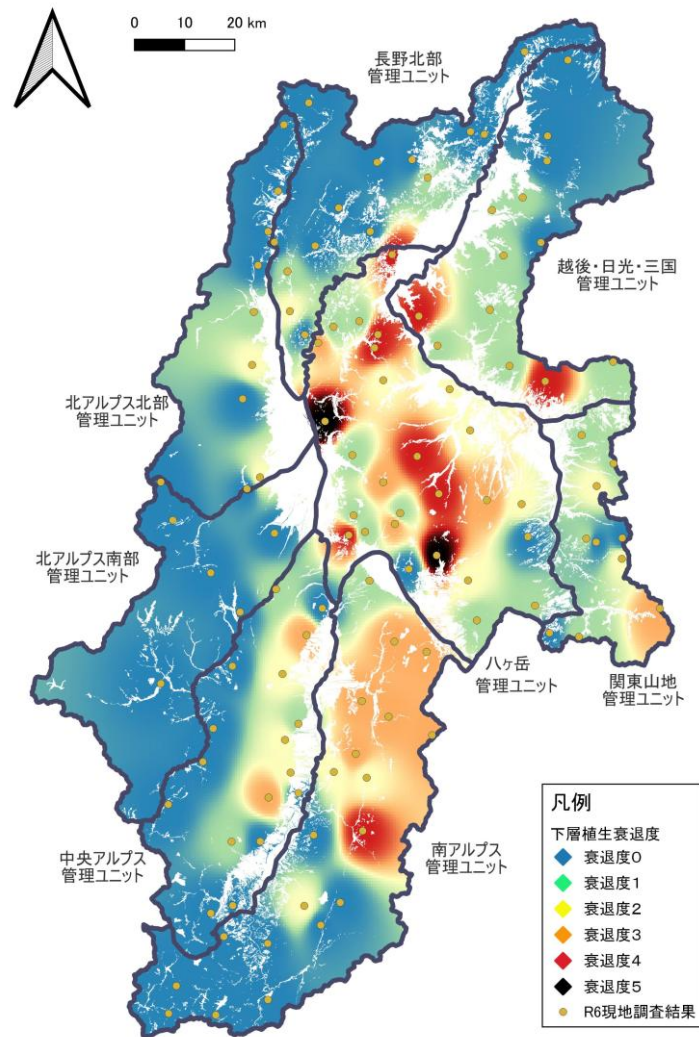 0 10 20 km
長野北部
管理ユニット
越後・日光・三国
管理ユニット
北アルプス北部
管理ユニット
北アルプス南部
管理ユニット
八ヶ岳
管理ユニット
関東山地
管理ユニット
中央アルプス
管理ユニット
南アルプス
管理ユニット
凡例
下層植生衰退度
衰退度0
衰退度1
衰退度2
衰退度3
衰退度4
衰退度5
R6現地調査結果